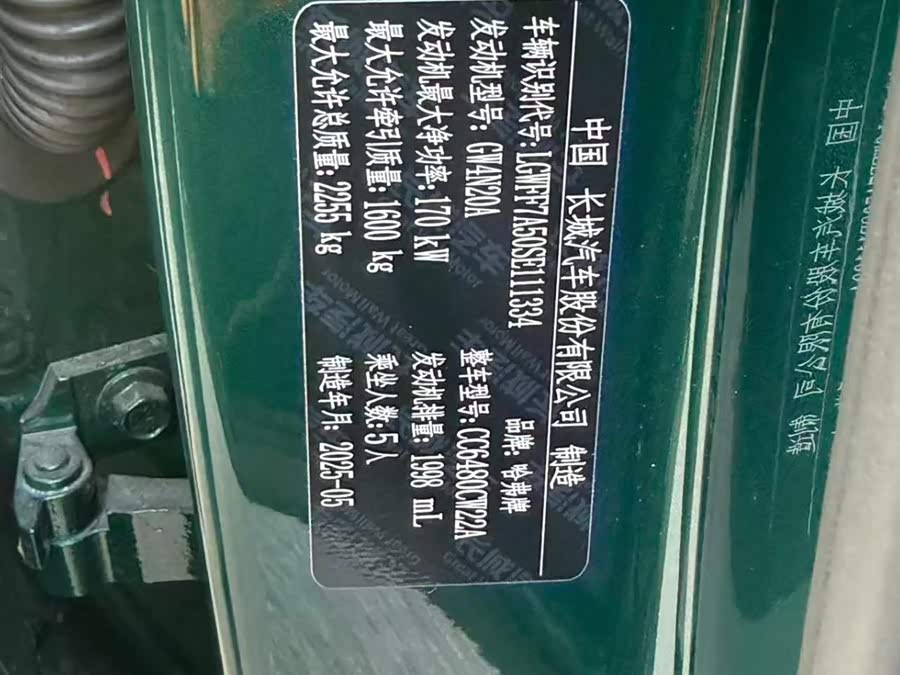 中国 长城汽车股份有限公司 制造
品牌: 哈弗牌
车辆识别代号: LGWFF7A50SE111334
整车型号: CC6480CW22A
发动机型号: GW4N20A
发动机排量: 1998 mL
发动机最大净功率: 170 kW
乘坐人数: 5人
最大允许牵引质量: 1600 kg
制造年月: 2025-05
最大允许总质量: 2255 kg